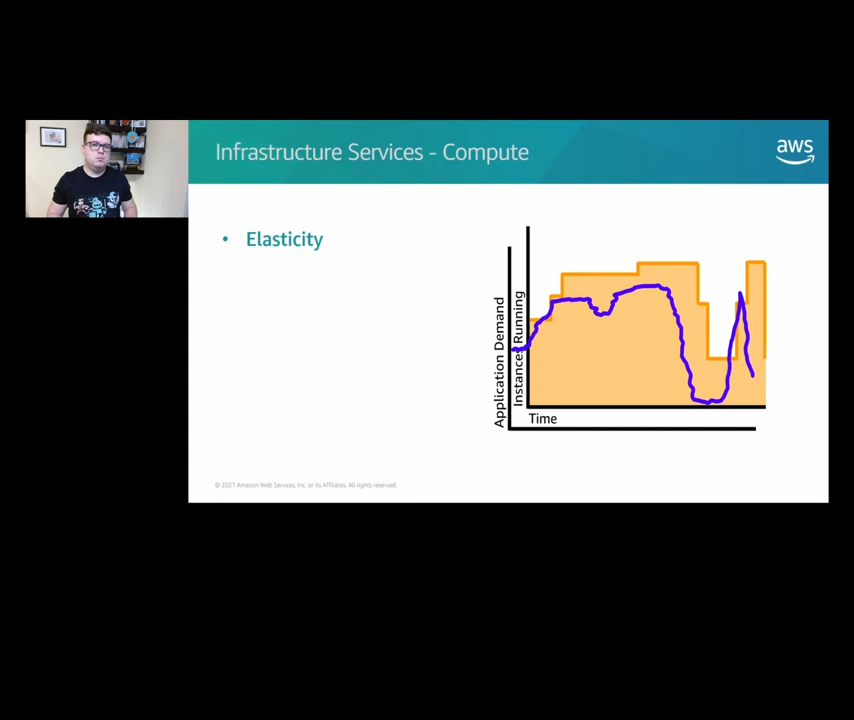 Infrastructure Services - Compute
aws
• Elasticity
Application Demand
Instances Running
Time
© 2021 Amazon Web Services, Inc. or its Affiliates. All rights reserved.